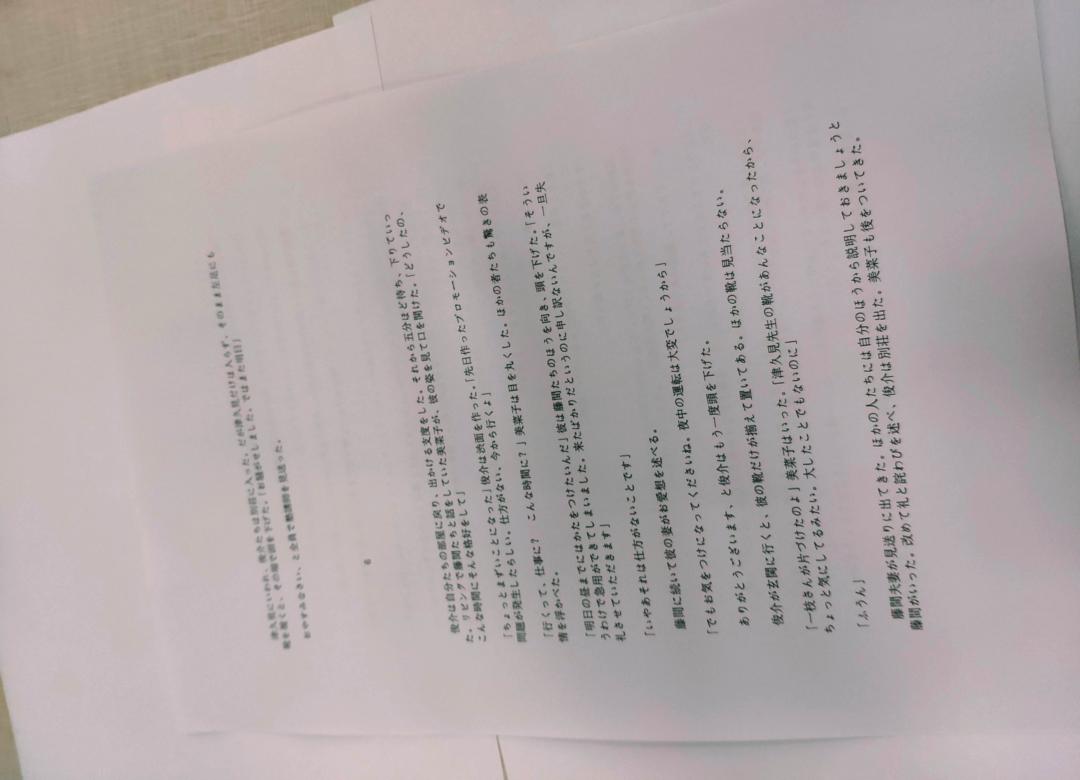 津久見にいわれ、俊介たちは別荘に入った。だが津久見だけは入らず、そのまま
靴を脱ぐと、その場で頭を下げた。「お騒がせしました。ではまた明日」
おやすみなさい、と全員で塾講師を見送った。
6
俊介は自分たちの部屋に戻り、出かける支度をした。それから五分ほど待ち、下りていっ
た。リビングで藤間たちと話をしていた美菜子が、彼の姿を見て口を開けた。「どうしたの、
こんな時間にそんな格好をして」
「ちょっとまずいことになった」俊介は渋面を作った。「先日作ったプロモーションビデオで
問題が発生したらしい。仕方がない、今から行くよ」
「行くって、仕事に? こんな時間に?」美菜子は目を丸くした。ほかの者たちも驚きの表
情を浮かべた。
「明日の昼までにはかたをつけたいんだ」彼は藤間たちのほうを向き、頭を下げた。「そうい
うわけで急用ができてしまいました。来たばかりだというのに申し訳ないんですが、一旦失
礼させていただきます」
「いやあそれは仕方がないことです」
藤間に続いて彼の妻がお愛想を述べる。
「でもお気をつけになってくださいね。夜中の運転は大変でしょうから」
ありがとうございます、と俊介はもう一度頭を下げた。
俊介が玄関に行くと、彼の靴だけが揃えて置いてある。ほかの靴は見当たらない。
「一枝さんが片づけたのよ」美菜子はいった。「津久見先生の靴があんなことになったから、
ちょっと気にしてるみたい。大したことでもないのに」
「ふうん」
藤間夫妻が見送りに出てきた。ほかの人たちには自分のほうから説明しておきましょうと
藤間がいった。改めて礼と詫わびを述べ、俊介は別荘を出た。美菜子も後をついてきた。